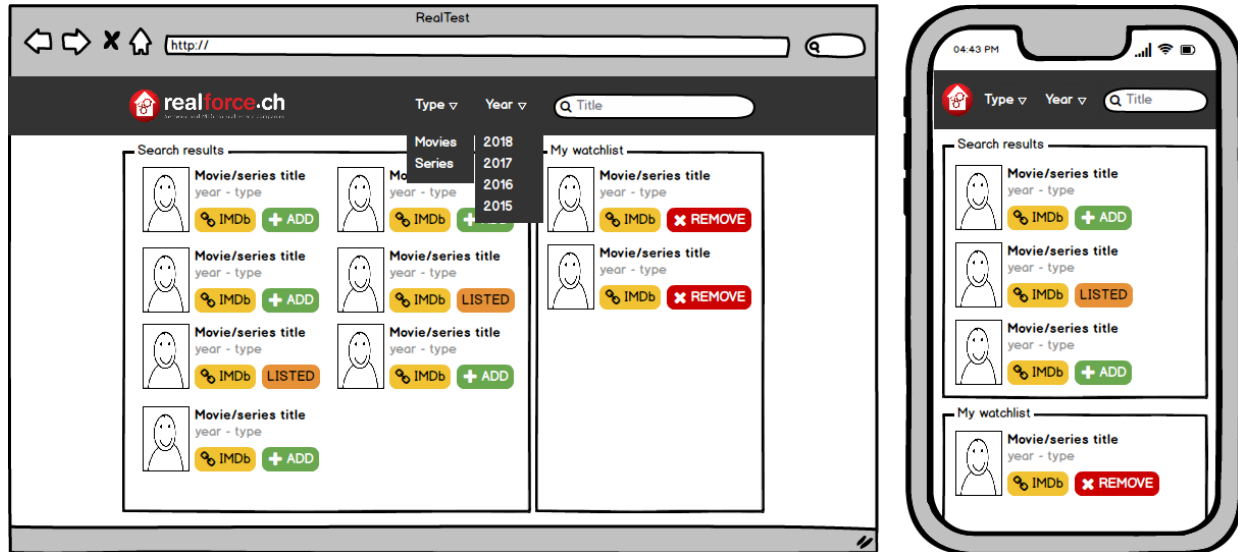 RealTest
http://
realforce.ch
Type Year Title
Movies 2018
Series 2017
2016
2015
Search results
Movie/series title
year - type
IMDb ADD
Mo
year - type
IMDb
Movie/series title
year - type
IMDb ADD
Movie/series title
year - type
IMDb LISTED
Movie/series title
year - type
IMDb LISTED
Movie/series title
year - type
IMDb ADD
Movie/series title
year - type
IMDb ADD
My watchlist
Movie/series title
year - type
IMDb REMOVE
Movie/series title
year - type
IMDb REMOVE
04:43 PM
Type Year Title
Search results
Movie/series title
year - type
IMDb ADD
Movie/series title
year - type
IMDb LISTED
Movie/series title
year - type
IMDb ADD
My watchlist
Movie/series title
year - type
IMDb REMOVE